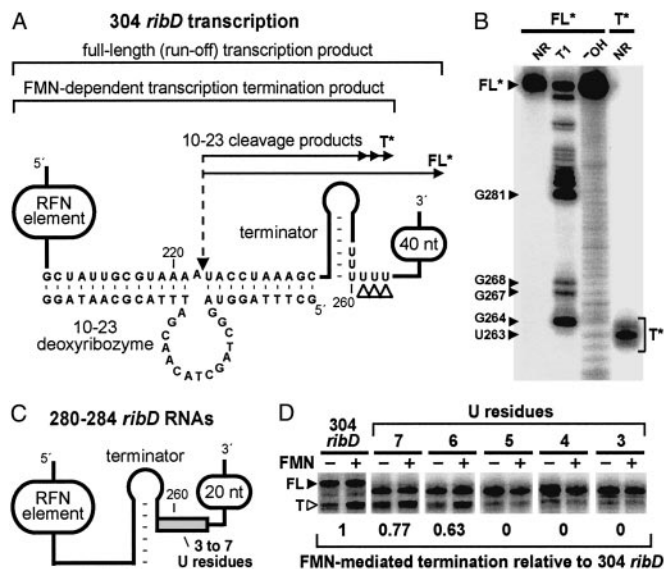 A 304 ribD transcription
full-length (run-off) transcription product
FMN-dependent transcription termination product
10-23 cleavage products T*
FL*
5´
RFN
element
terminator
3´
40 nt
220
GCUAUUGCGUAAAAUACCUAAAGC
U
U
U
UUUU
260
GGATAACGCATTT
AUGGATTTCG 5´
AGCAACATCGATCGG
10-23
deoxyribozyme
B
FL* T*
NR T1 ⁻OH NR
FL*
G281
G268
G267
G264
U263
T*
C 280-284 ribD RNAs
terminator
5´
RFN
element
260
3´
20 nt
3 to 7
U residues
D
304
ribD
U residues
7 6 5 4 3
FMN − + − + − + − + − + − +
FL
T
1 0.77 0.63 0 0 0
FMN-mediated termination relative to 304 ribD